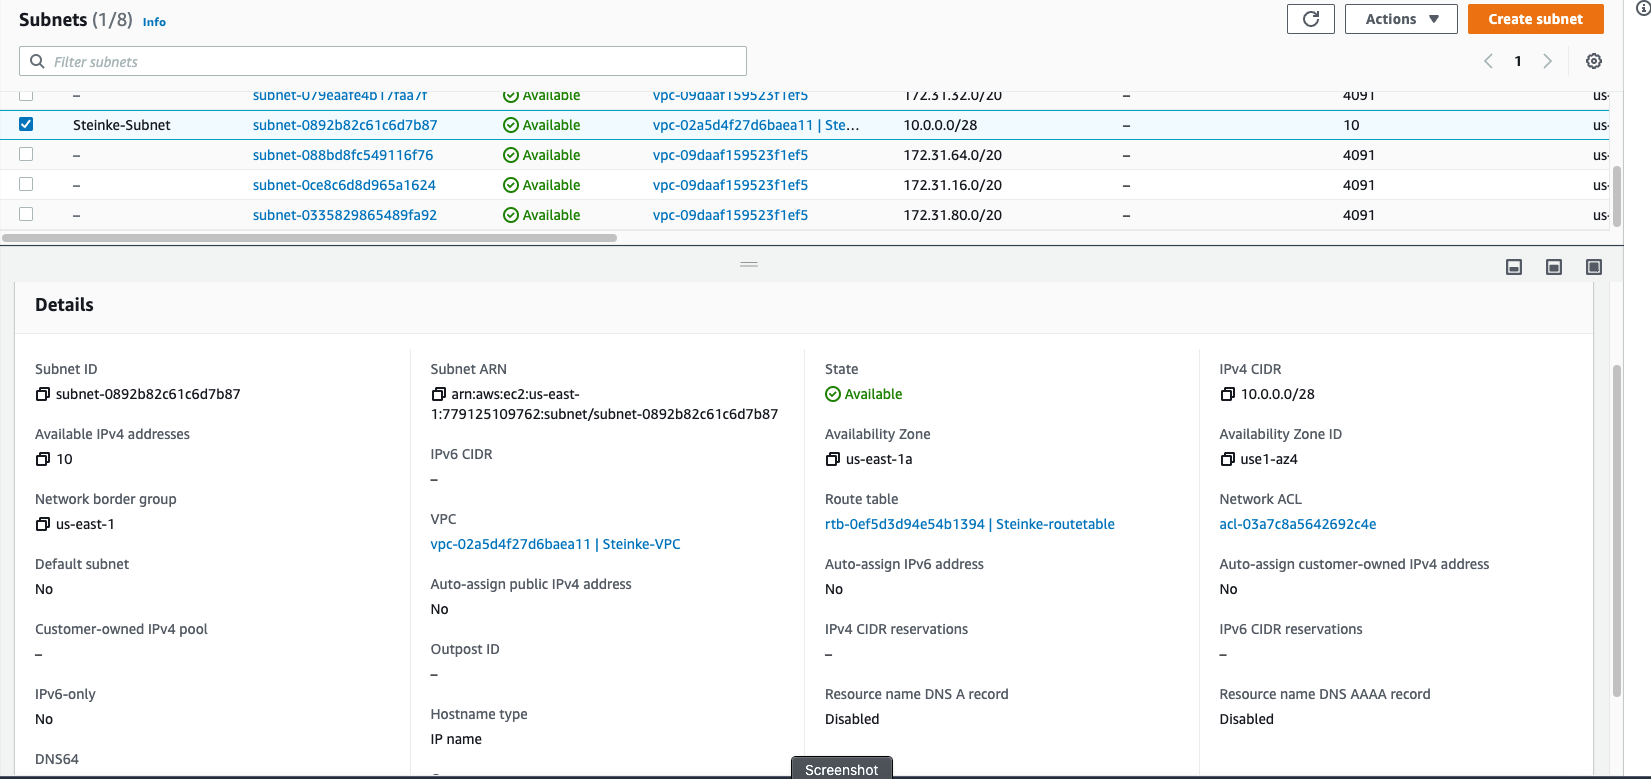 Subnets (1/8) Info
Actions ▼
Create subnet
Filter subnets
1
– subnet-079eaafe4b17faa7f Available vpc-09daaf159523f1ef5 172.31.32.0/20 – 4091 us-
Steinke-Subnet subnet-0892b82c61c6d7b87 Available vpc-02a5d4f27d6baea11 | Ste... 10.0.0.0/28 – 10 us-
– subnet-088bd8fc549116f76 Available vpc-09daaf159523f1ef5 172.31.64.0/20 – 4091 us-
– subnet-0ce8c6d8d965a1624 Available vpc-09daaf159523f1ef5 172.31.16.0/20 – 4091 us-
– subnet-0335829865489fa92 Available vpc-09daaf159523f1ef5 172.31.80.0/20 – 4091 us-
Details
Subnet ID
subnet-0892b82c61c6d7b87
Available IPv4 addresses
10
Network border group
us-east-1
Default subnet
No
Customer-owned IPv4 pool
–
IPv6-only
No
DNS64
Subnet ARN
arn:aws:ec2:us-east-
1:779125109762:subnet/subnet-0892b82c61c6d7b87
IPv6 CIDR
–
VPC
vpc-02a5d4f27d6baea11 | Steinke-VPC
Auto-assign public IPv4 address
No
Outpost ID
–
Hostname type
IP name
State
Available
Availability Zone
us-east-1a
Route table
rtb-0ef5d3d94e54b1394 | Steinke-routetable
Auto-assign IPv6 address
No
IPv4 CIDR reservations
–
Resource name DNS A record
Disabled
IPv4 CIDR
10.0.0.0/28
Availability Zone ID
use1-az4
Network ACL
acl-03a7c8a5642692c4e
Auto-assign customer-owned IPv4 address
No
IPv6 CIDR reservations
–
Resource name DNS AAAA record
Disabled
Screenshot